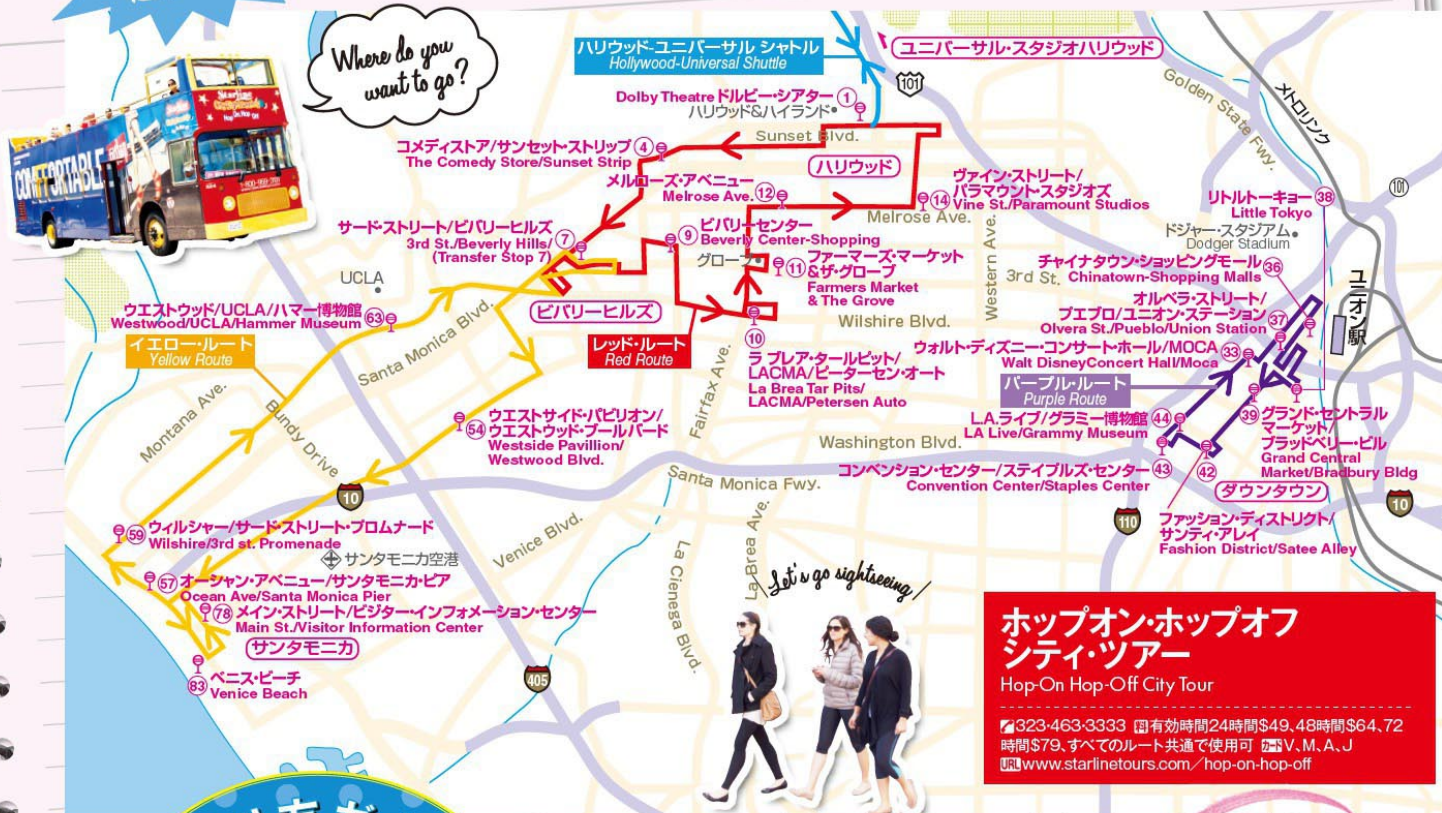 Where do you
want to go?
COMFORTABLE
Starline
ハリウッド-ユニバーサル シャトル
Hollywood-Universal Shuttle
ユニバーサル・スタジオハリウッド
101
Golden State Fwy.
メトロリンク
101
Dolby Theatre ドルビー・シアター ①
ハリウッド&ハイランド
Sunset Blvd.
コメディストア/サンセット・ストリップ ④
The Comedy Store/Sunset Strip
ハリウッド
メルローズ・アベニュー
Melrose Ave. ⑫
⑭ ヴァイン・ストリート/
パラマウント・スタジオズ
Vine St./Paramount Studios
Melrose Ave.
リトルトーキョー ㊳
Little Tokyo
ドジャー・スタジアム
Dodger Stadium
サード・ストリート/ビバリーヒルズ
3rd St./Beverly Hills/
(Transfer Stop 7) ⑦
⑨ ビバリーセンター
Beverly Center-Shopping
グローブ
⑪ ファーマーズ・マーケット
&ザ・グローブ
Farmers Market
& The Grove
Western Ave.
3rd St.
チャイナタウン・ショッピングモール ㊱
Chinatown-Shopping Malls
UCLA
オルベラ・ストリート/
プエブロ/ユニオン・ステーション ㊲
Olvera St./Pueblo/Union Station
ユニオン駅
ウエストウッド/UCLA/ハマー博物館 63
Westwood/UCLA/Hammer Museum
ビバリーヒルズ
Santa Monica Blvd.
Wilshire Blvd.
イエロー・ルート
Yellow Route
レッド・ルート
Red Route
⑩
ラ ブレア・タールピット/
LACMA/ピーターセン・オート
La Brea Tar Pits/
LACMA/Petersen Auto
ウォルト・ディズニー・コンサート・ホール/MOCA ㉝
Walt DisneyConcert Hall/Moca
パープル・ルート
Purple Route
Montana Ave.
Bundy Drive
Fairfax Ave.
54 ウエストサイド・パビリオン/
ウエストウッド・ブールバード
Westside Pavillion/
Westwood Blvd.
L.A.ライブ/グラミー博物館 ㊹
LA Live/Grammy Museum
㊴ グランド・セントラル
マーケット/
ブラッドベリー・ビル
Grand Central
Market/Bradbury Bldg
Washington Blvd.
コンベンション・センター/ステイプルズ・センター ㊸
Convention Center/Staples Center
㊷
ダウンタウン
Santa Monica Fwy.
10
10
110
ファッション・ディストリクト/
サンティ・アレイ
Fashion District/Satee Alley
59 ウィルシャー/サード・ストリート・プロムナード
Wilshire/3rd st. Promenade
サンタモニカ空港
Venice Blvd.
La Brea Ave.
La Cienega Blvd.
57 オーシャン・アベニュー/サンタモニカ・ピア
Ocean Ave/Santa Monica Pier
78 メイン・ストリート/ビジター・インフォメーション・センター
Main St./Visitor Information Center
サンタモニカ
83 ベニス・ビーチ
Venice Beach
405
Let's go sightseeing
ホップオン・ホップオフ
シティ・ツアー
Hop-On Hop-Off City Tour
323・463・3333 料有効時間24時間$49、48時間$64、72
時間$79、すべてのルート共通で使用可 カードV、M、A、J
URL www.starlinetours.com/hop-on-hop-off